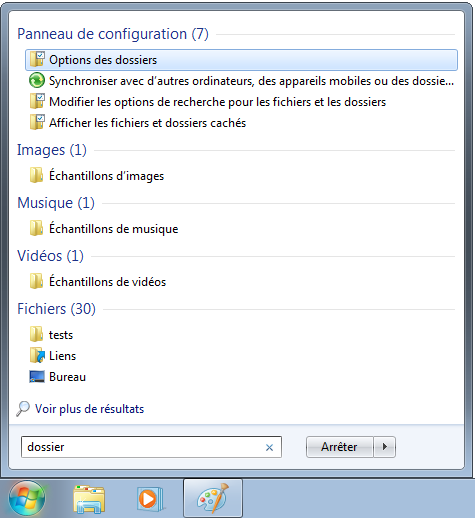 Panneau de configuration (7)
Options des dossiers
Synchroniser avec d'autres ordinateurs, des appareils mobiles ou des dossie...
Modifier les options de recherche pour les fichiers et les dossiers
Afficher les fichiers et dossiers cachés
Images (1)
Échantillons d'images
Musique (1)
Échantillons de musique
Vidéos (1)
Échantillons de vidéos
Fichiers (30)
tests
Liens
Bureau
Voir plus de résultats
dossier
Arrêter